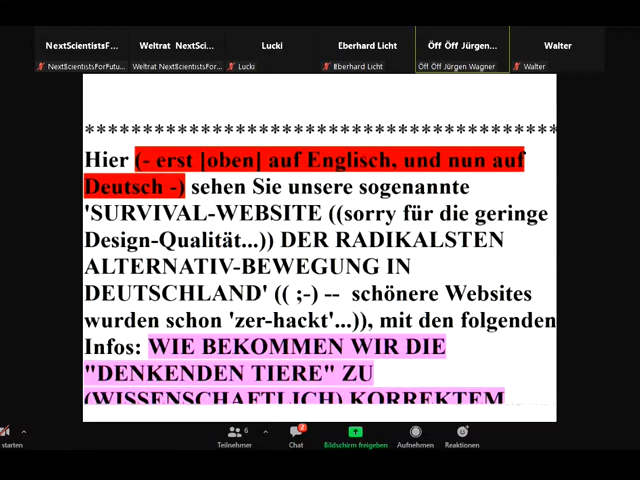 NextScientistsF... Weltrat NextSci... Lucki Eberhard Licht Öff Öff Jürgen... Walter
NextScientistsForFutu... Weltrat NextScientistsFor... Lucki Eberhard Licht Öff Öff Jürgen Wagner Walter
*****************************************
Hier (- erst [oben] auf Englisch, und nun auf
Deutsch -) sehen Sie unsere sogenannte
'SURVIVAL-WEBSITE ((sorry für die geringe
Design-Qualität...)) DER RADIKALSTEN
ALTERNATIV-BEWEGUNG IN
DEUTSCHLAND' (( ;-) -- schönere Websites
wurden schon 'zer-hackt'...)), mit den folgenden
Infos: WIE BEKOMMEN WIR DIE
"DENKENDEN TIERE" ZU
(WISSENSCHAFTLICH) KORREKTEM
6 2
starten Teilnehmer Chat Bildschirm freigeben Aufnehmen Reaktionen